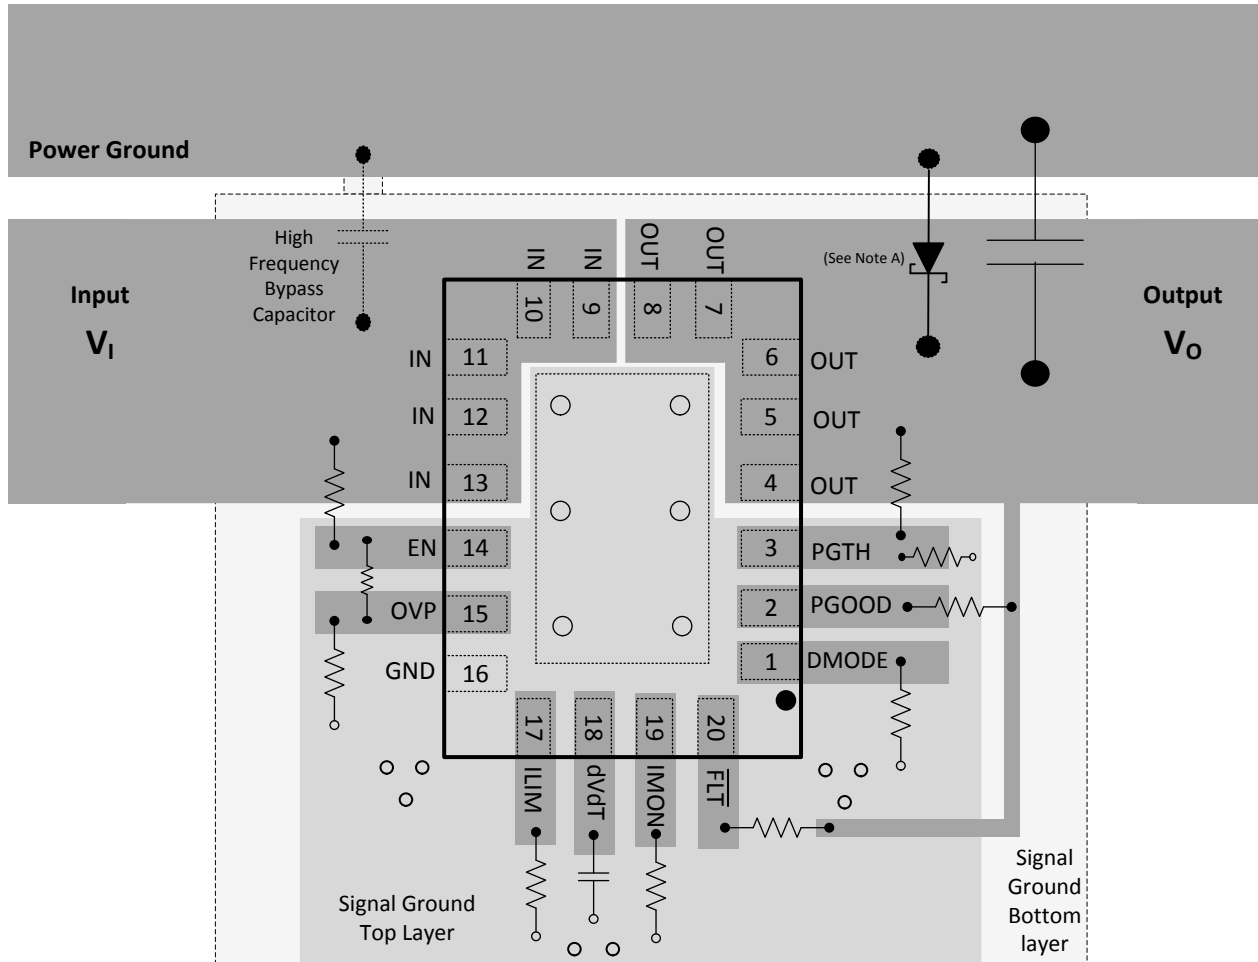 Power Ground
High
Frequency
Bypass
Capacitor
Input
VI
Output
VO
(See Note A)
IN
IN
OUT
OUT
10
9
8
7
IN 11
6 OUT
IN 12
5 OUT
IN 13
4 OUT
EN 14
3 PGTH
OVP 15
2 PGOOD
GND 16
1 DMODE
17
18
19
20
ILIM
dVdT
IMON
FLT
Signal Ground
Top Layer
Signal
Ground
Bottom
layer